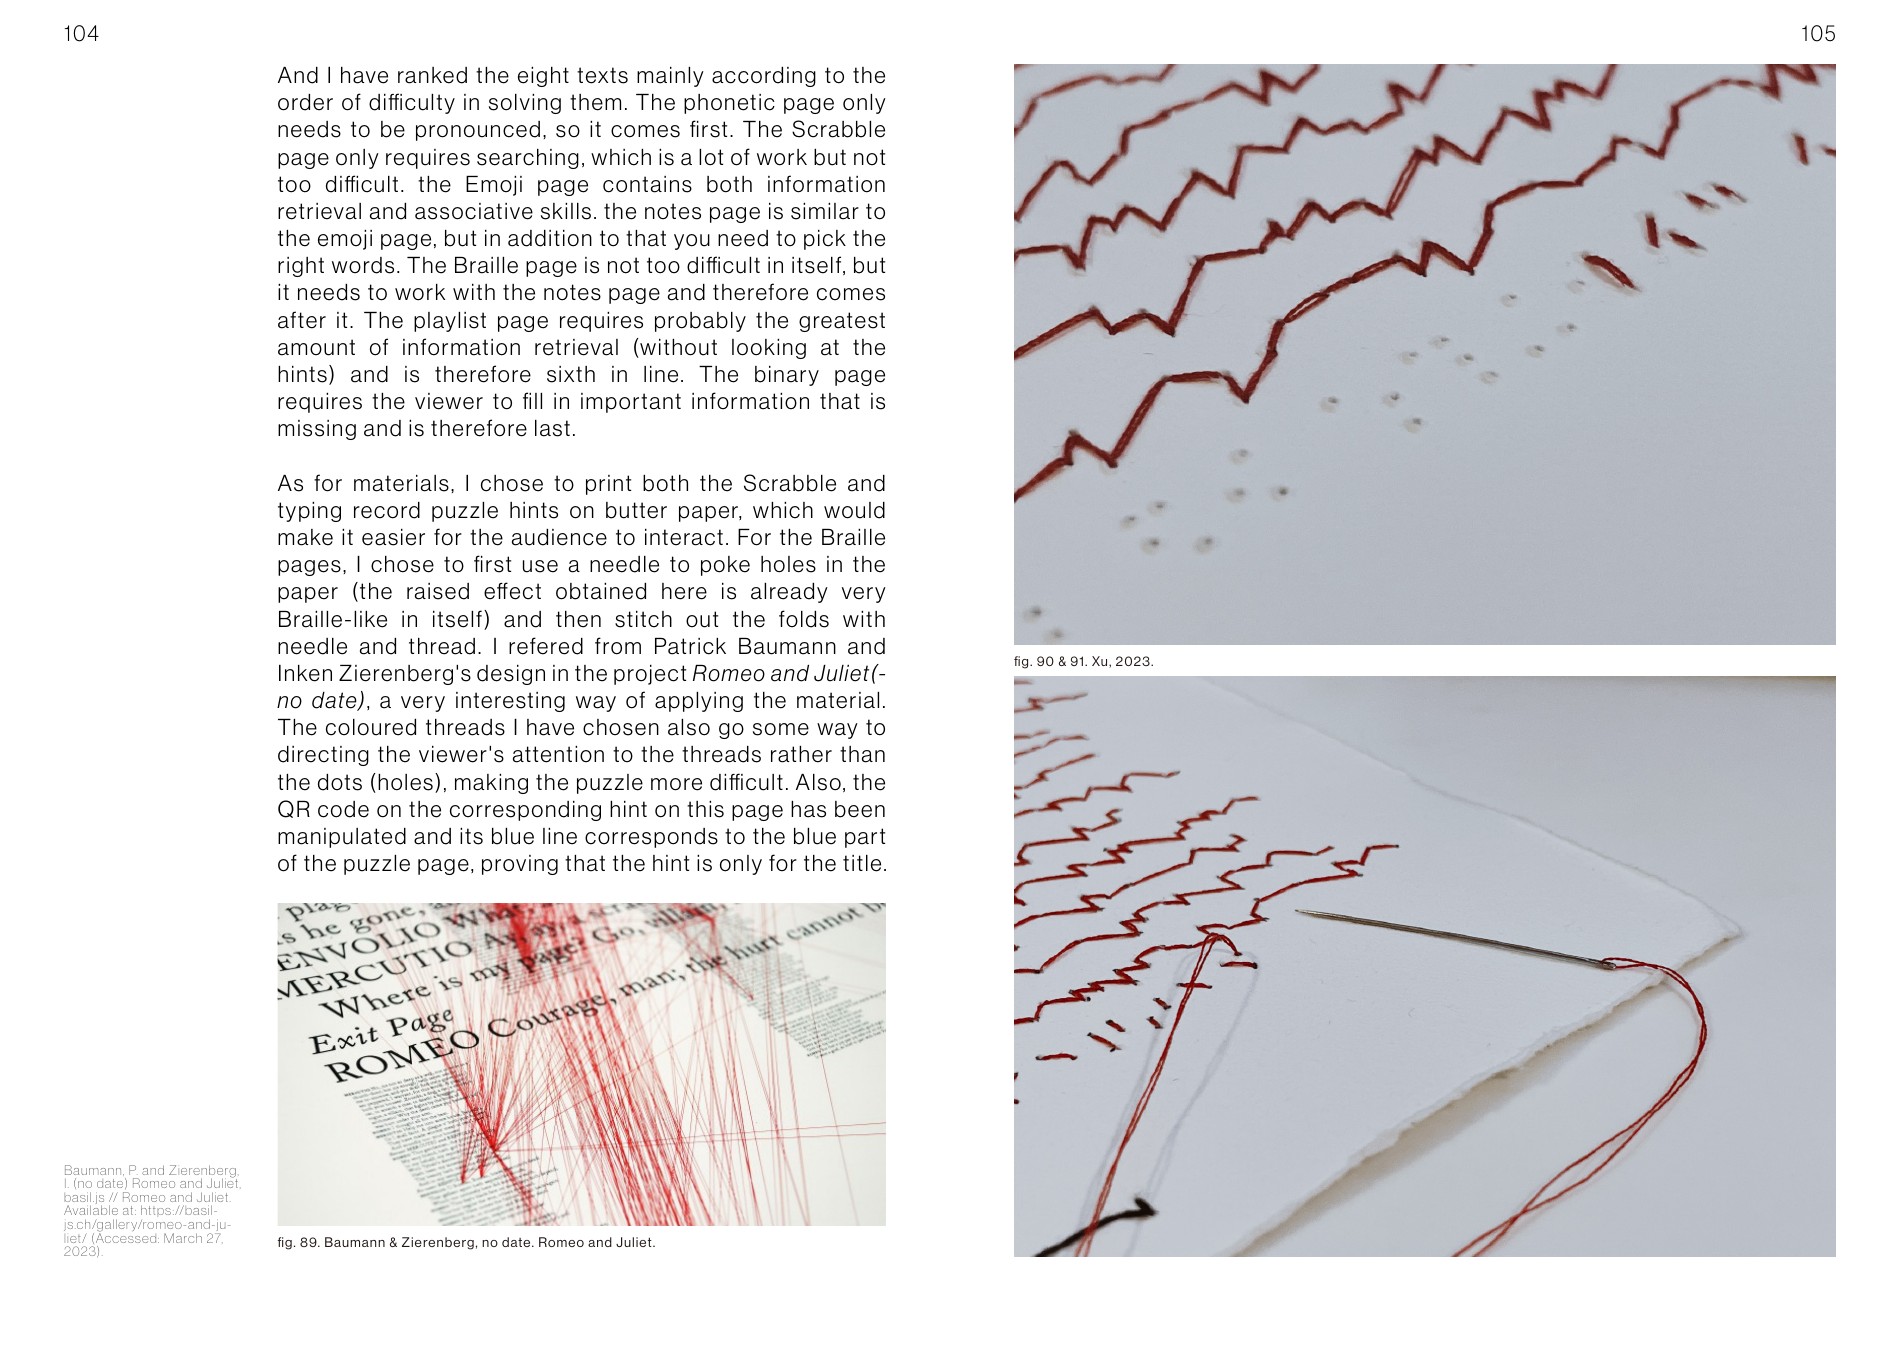 104
And I have ranked the eight texts mainly according to the
order of difficulty in solving them. The phonetic page only
needs to be pronounced, so it comes first. The Scrabble
page only requires searching, which is a lot of work but not
too difficult. the Emoji page contains both information
retrieval and associative skills. the notes page is similar to
the emoji page, but in addition to that you need to pick the
right words. The Braille page is not too difficult in itself, but
it needs to work with the notes page and therefore comes
after it. The playlist page requires probably the greatest
amount of information retrieval (without looking at the
hints) and is therefore sixth in line. The binary page
requires the viewer to fill in important information that is
missing and is therefore last.
As for materials, I chose to print both the Scrabble and
typing record puzzle hints on butter paper, which would
make it easier for the audience to interact. For the Braille
pages, I chose to first use a needle to poke holes in the
paper (the raised effect obtained here is already very
Braille-like in itself) and then stitch out the folds with
needle and thread. I refered from Patrick Baumann and
Inken Zierenberg's design in the project Romeo and Juliet(-
no date), a very interesting way of applying the material.
The coloured threads I have chosen also go some way to
directing the viewer's attention to the threads rather than
the dots (holes), making the puzzle more difficult. Also, the
QR code on the corresponding hint on this page has been
manipulated and its blue line corresponds to the blue part
of the puzzle page, proving that the hint is only for the title.
is he gone,
ENVOLIO What,
MERCUTIO Ay, ay, a scra
Where is my page? Go, villain
Exit Page
ROMEO Courage, man; the hurt cannot b
fig. 89. Baumann & Zierenberg, no date. Romeo and Juliet.
Baumann, P. and Zierenberg,
I. (no date) Romeo and Juliet,
basil.js // Romeo and Juliet.
Available at: https://basil-
js.ch/gallery/romeo-and-ju-
liet/ (Accessed: March 27,
2023).
105
fig. 90 & 91. Xu, 2023.